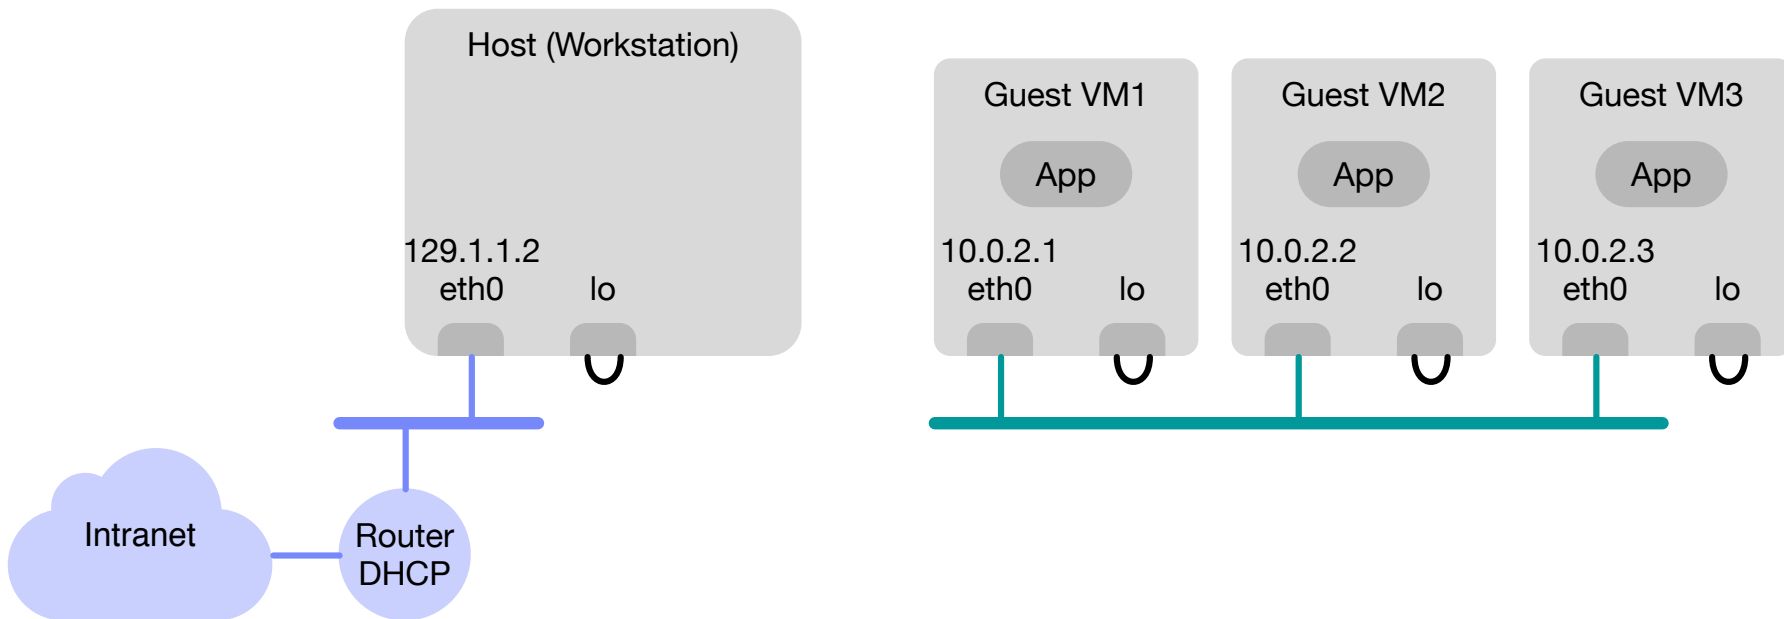 Host (Workstation)
129.1.1.2
eth0
lo
Guest VM1
App
10.0.2.1
eth0
lo
Guest VM2
App
10.0.2.2
eth0
lo
Guest VM3
App
10.0.2.3
eth0
lo
Intranet
Router
DHCP